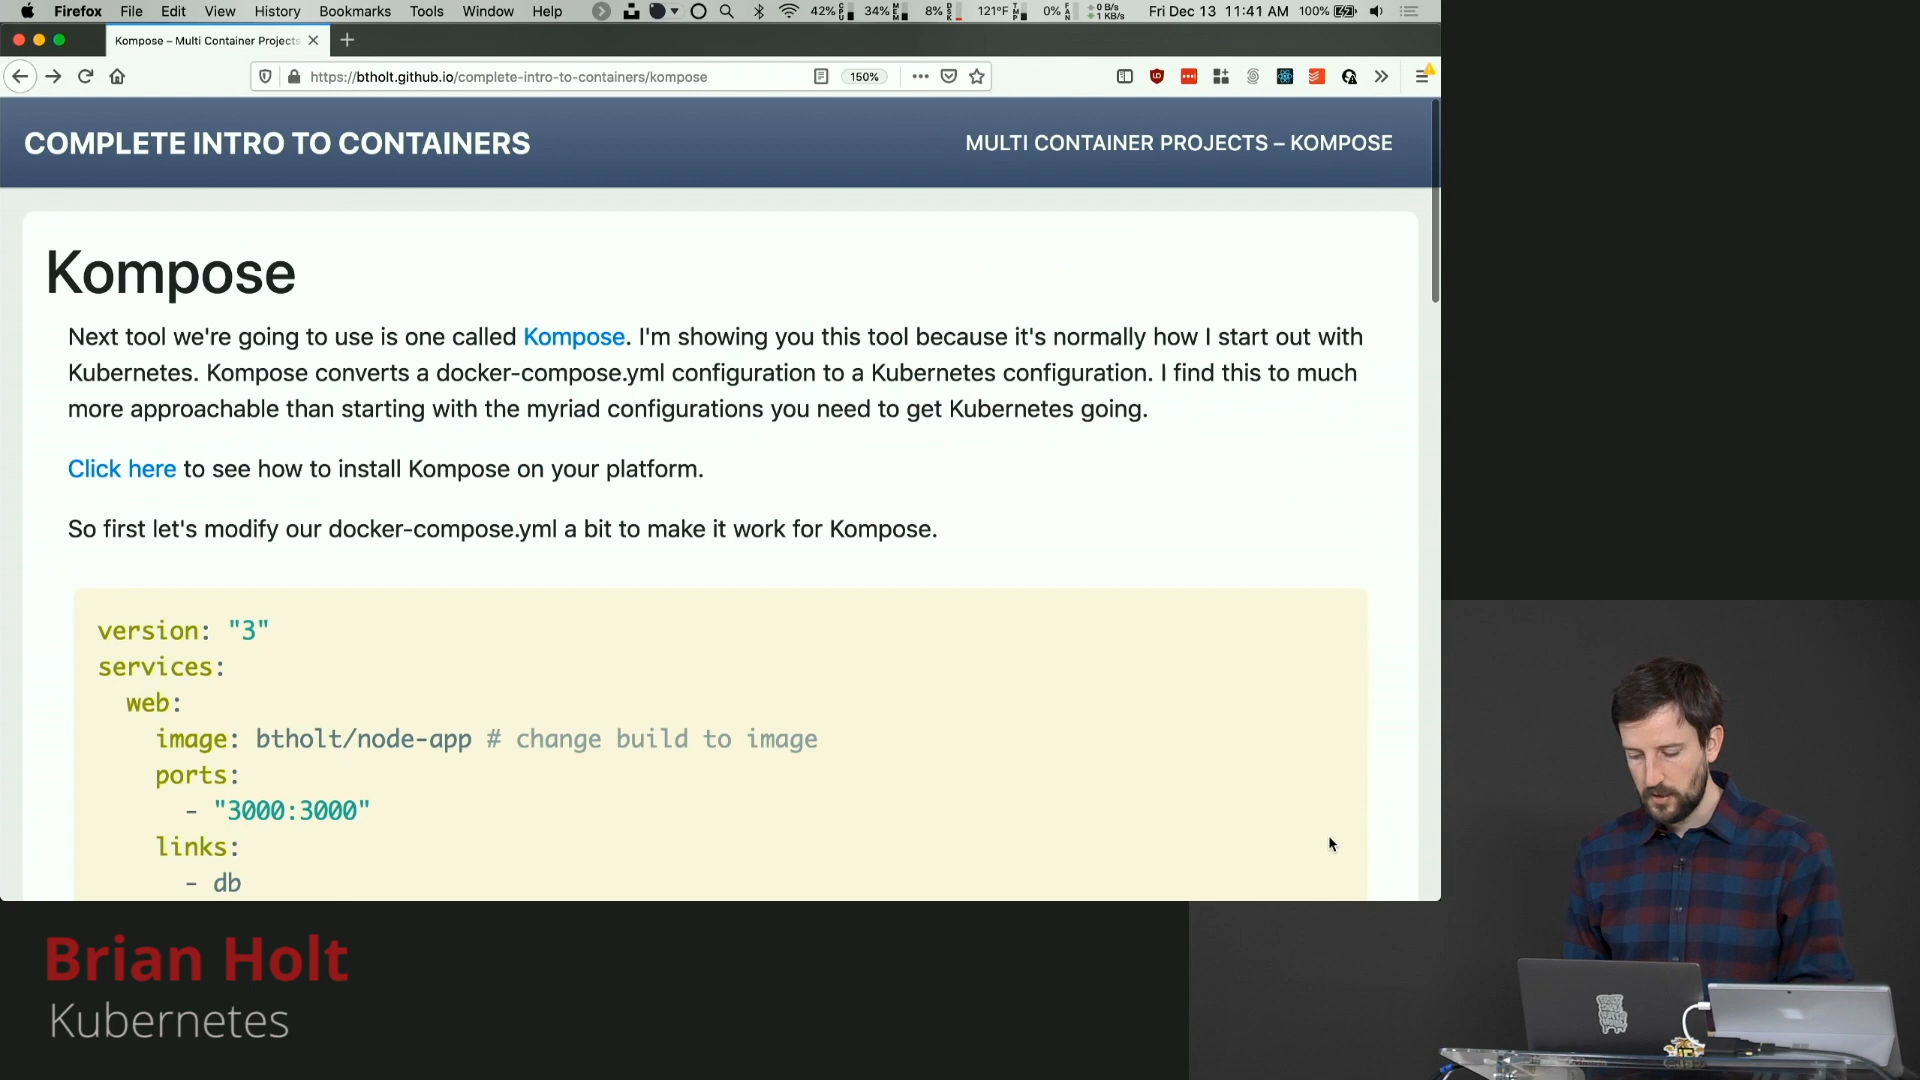 Firefox File Edit View History Bookmarks Tools Window Help 42% 34% 8% 121°F 0% 0 B/s 1 KB/s Fri Dec 13 11:41 AM 100%
Kompose – Multi Container Projects
https://btholt.github.io/complete-intro-to-containers/kompose 150%
COMPLETE INTRO TO CONTAINERS
MULTI CONTAINER PROJECTS – KOMPOSE
Kompose
Next tool we're going to use is one called Kompose. I'm showing you this tool because it's normally how I start out with
Kubernetes. Kompose converts a docker-compose.yml configuration to a Kubernetes configuration. I find this to much
more approachable than starting with the myriad configurations you need to get Kubernetes going.
Click here to see how to install Kompose on your platform.
So first let's modify our docker-compose.yml a bit to make it work for Kompose.
version: "3"
services:
web:
image: btholt/node-app # change build to image
ports:
- "3000:3000"
links:
- db
Brian Holt
Kubernetes